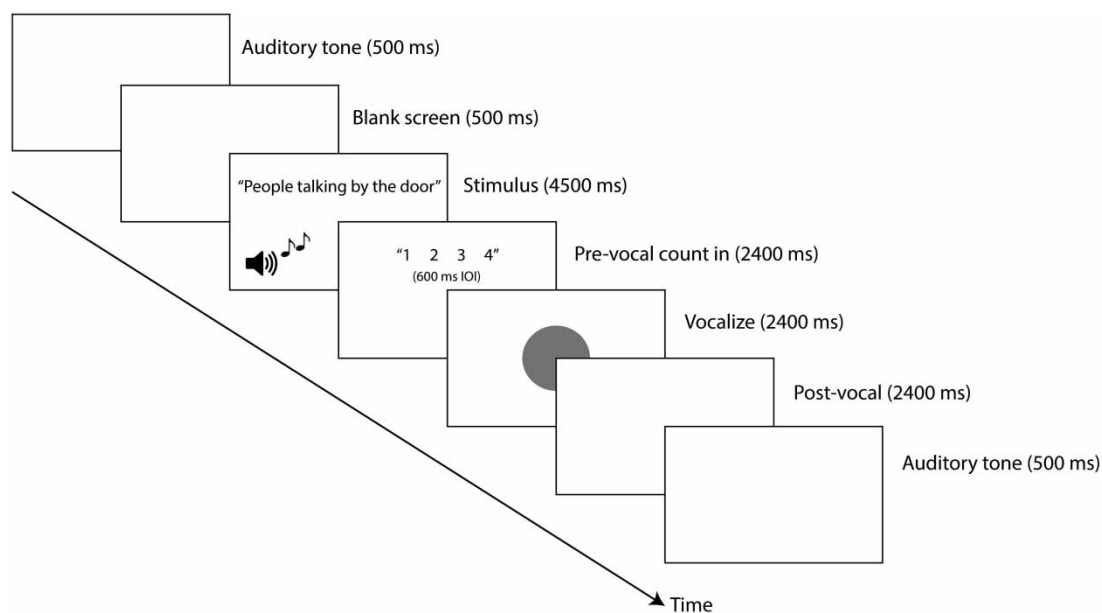 Auditory tone (500 ms)
Blank screen (500 ms)
"People talking by the door"
Stimulus (4500 ms)
"1 2 3 4"
(600 ms IOI)
Pre-vocal count in (2400 ms)
Vocalize (2400 ms)
Post-vocal (2400 ms)
Auditory tone (500 ms)
Time